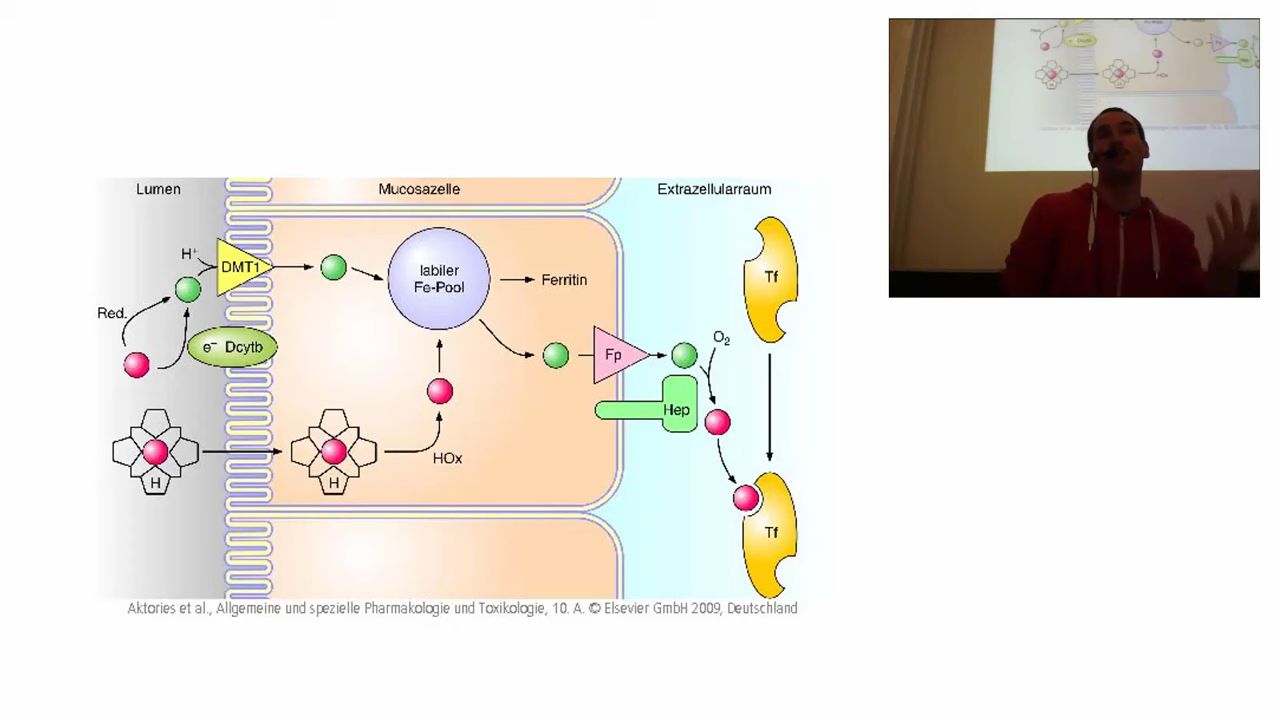 Lumen
Mucosazelle
Extrazellularraum
H⁺
DMT1
labiler
Fe-Pool
Ferritin
Tf
Red.
e⁻ Dcytb
Fp
O₂
Hep
H
H
HOx
Tf
Aktories et al., Allgemeine und spezielle Pharmakologie und Toxikologie, 10. A. © Elsevier GmbH 2009, Deutschland